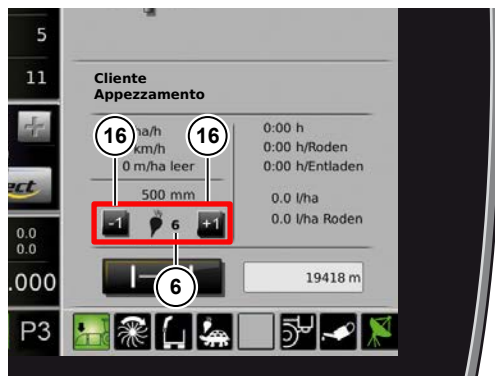 5
11
Cliente
Appezzamento
16
16
ha/h
km/h
0 m/ha leer
0:00 h
0:00 h/Roden
0:00 h/Entladen
500 mm
0.0 l/ha
0.0 l/ha Roden
-1
6
+1
0.0
0.0
.000
6
19418 m
P3